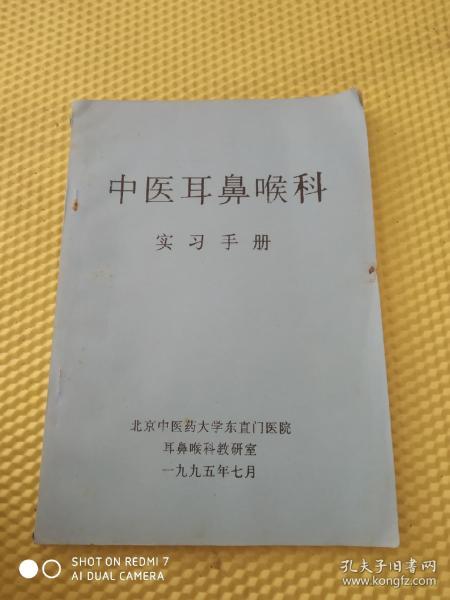 中医耳鼻喉科
实习手册
北京中医药大学东直门医院
耳鼻喉科教研室
一九九五年七月
SHOT ON REDMI 7
AI DUAL CAMERA
孔夫子旧书网
www.kongfz.com